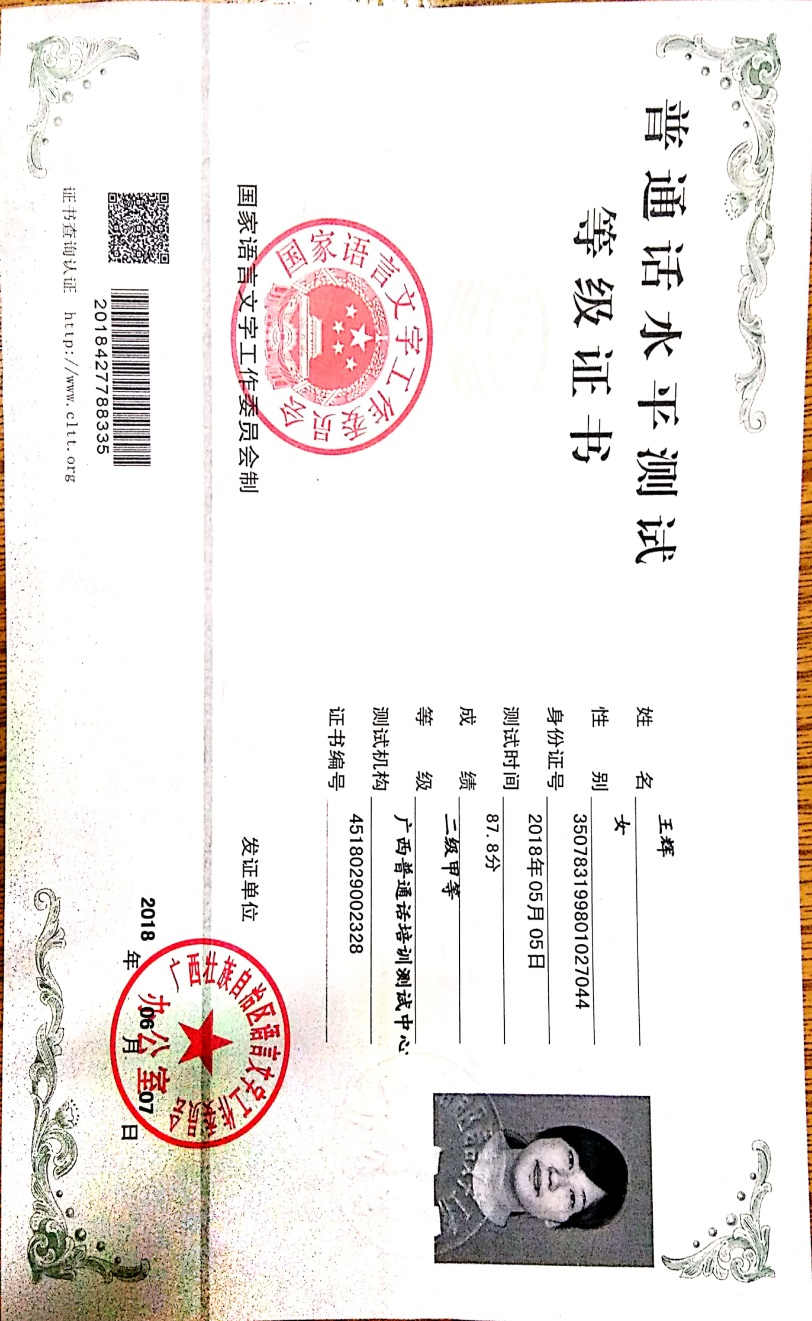 普通话水平测试
等级证书
国家语言文字工作委员会
国家语言文字工作委员会制
2018427788335
证书查询认证 http://www.cltt.org
姓 名 王辉
性 别 女
身份证号 350783199801027044
测试时间 2018年05月05日
成 绩 87.8分
等 级 二级甲等
测试机构 广西普通话培训测试中心
证书编号 4518029002328
发证单位
广西壮族自治区语言文字工作委员会
办公室
2018 年 06 月 07 日